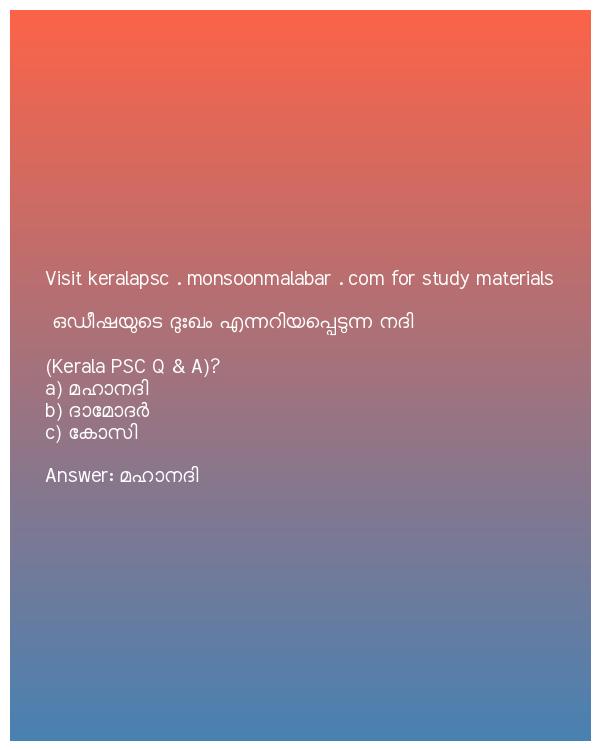 Visit keralapsc . monsoonmalabar . com for study materials
ഒഡീഷയുടെ ദുഃഖം എന്നറിയപ്പെടുന്ന നദി
(Kerala PSC Q & A)?
a) മഹാനദി
b) ദാമോദർ
c) കോസി
Answer: മഹാനദി